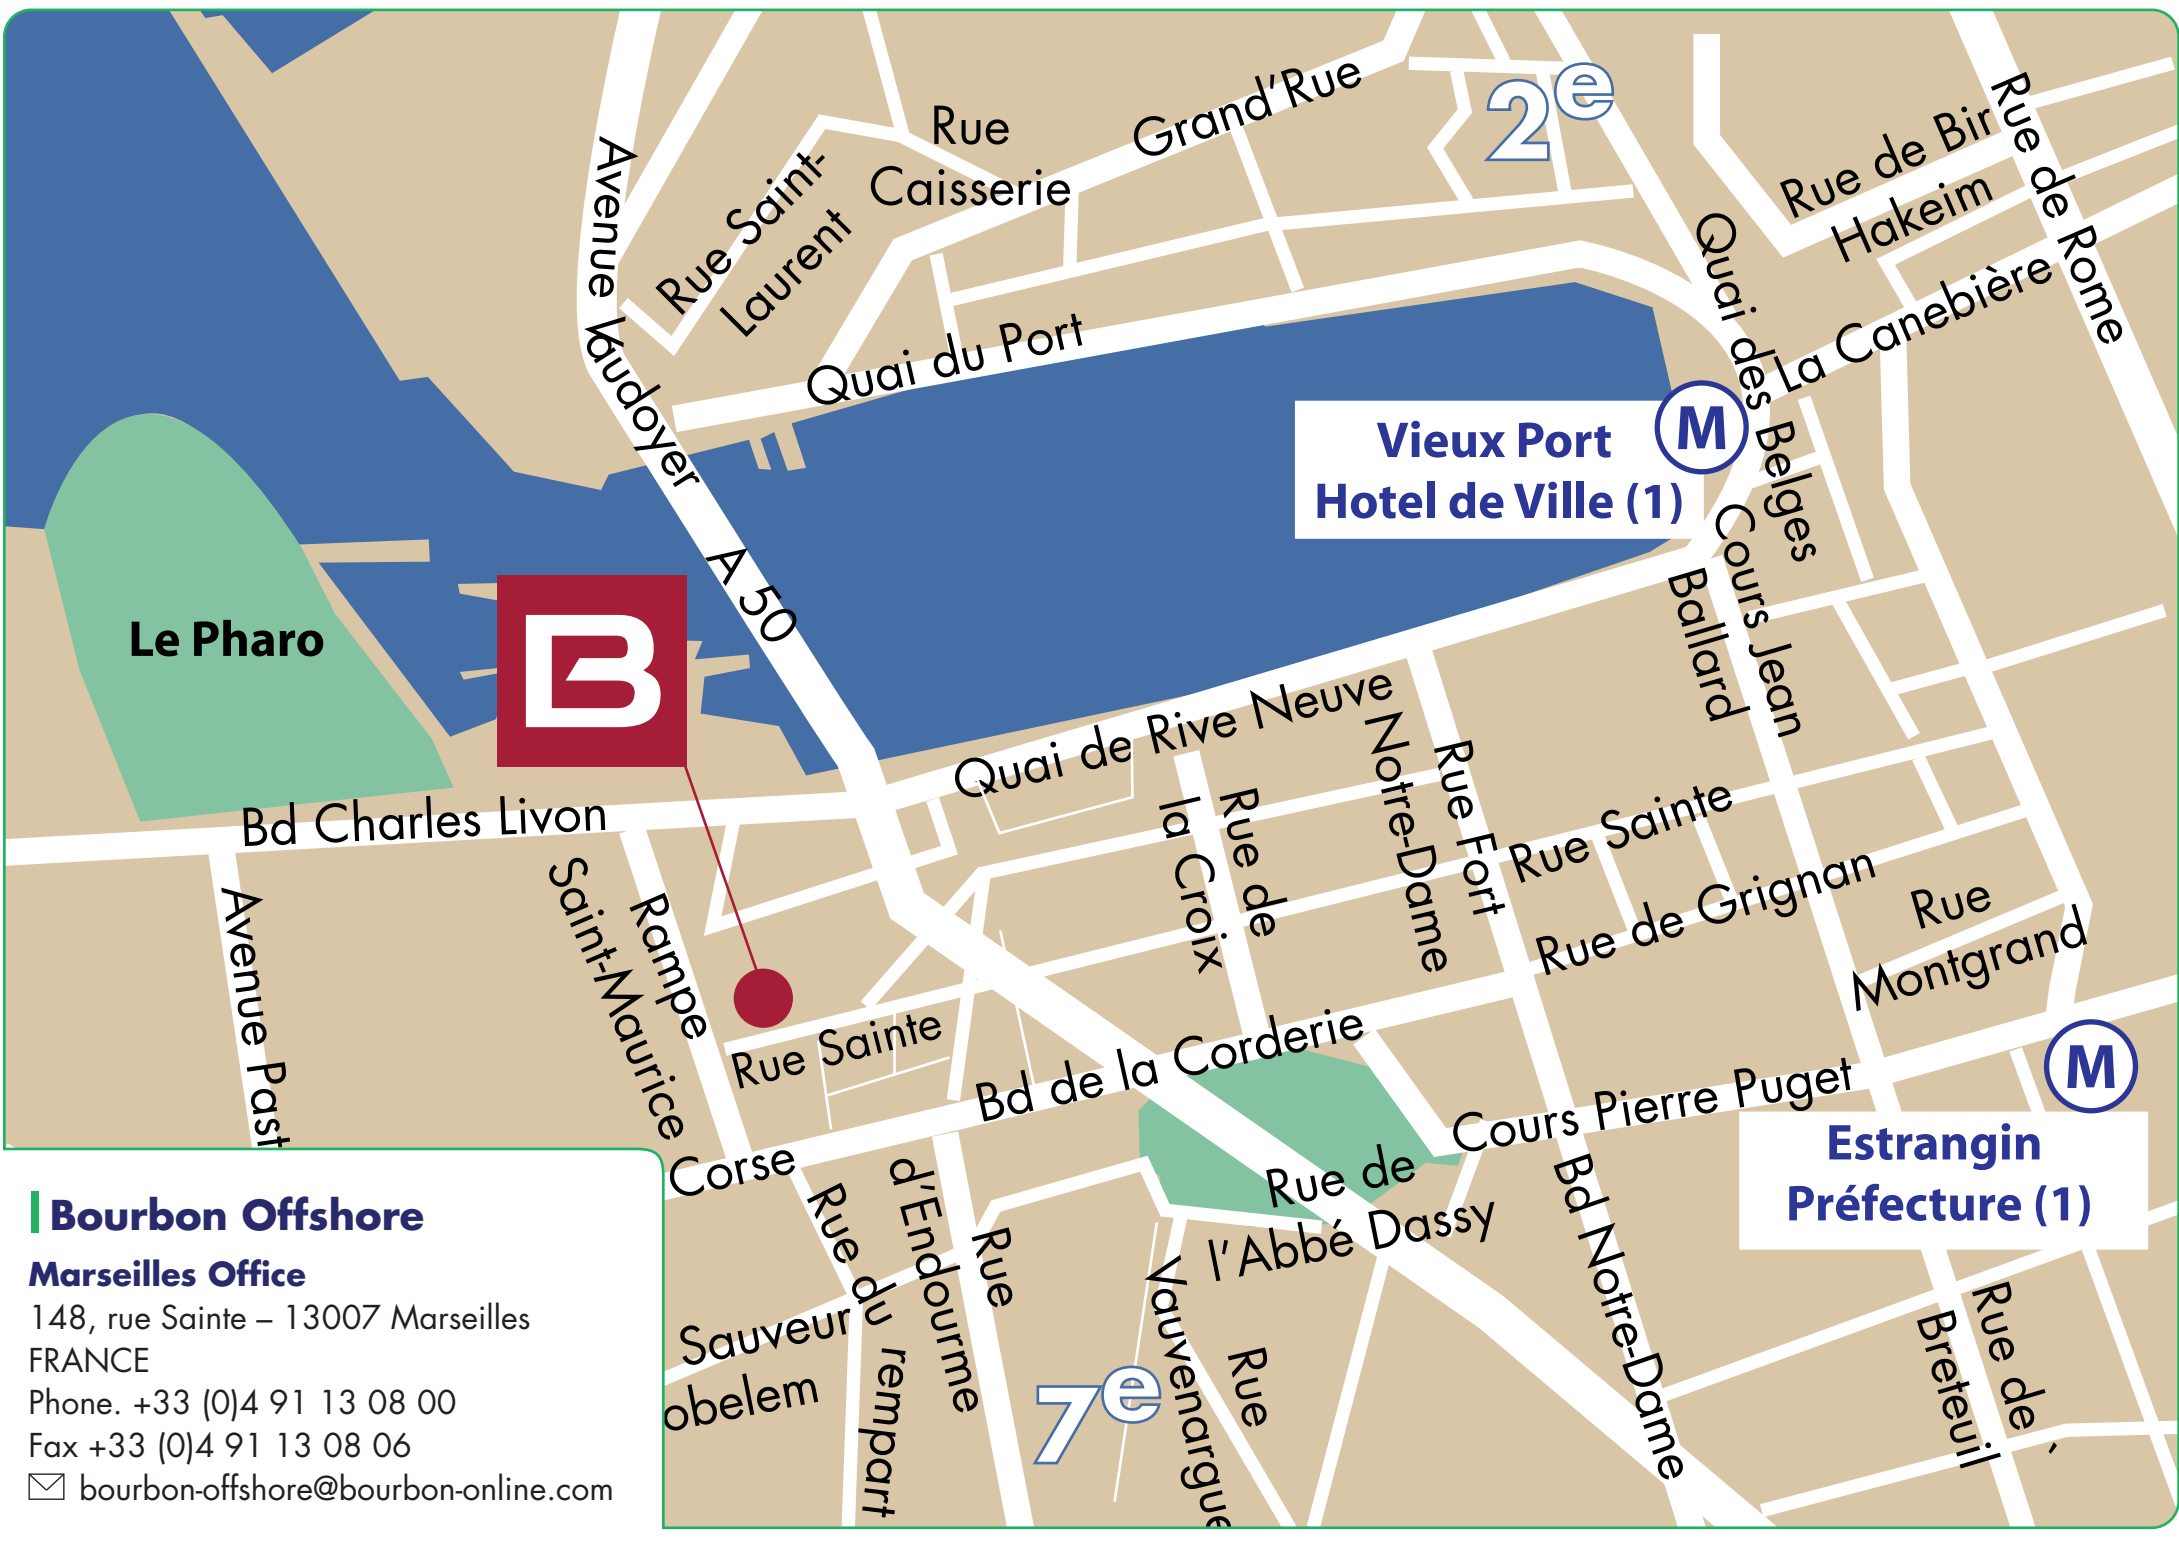 Avenue Vaudoyer
A 50
Rue Saint-
Laurent
Rue
Caisserie
Grand'Rue
2e
Quai du Port
Rue de Bir
Hakeim
Rue de Rome
La Canebière
Quai des Belges
M
Vieux Port
Hotel de Ville (1)
Cours Jean
Ballard
Le Pharo
B
Bd Charles Livon
Avenue Past
Rampe
Saint-Maurice
Quai de Rive Neuve
Rue de
la Croix
Rue Fort
Notre-Dame
Rue Sainte
Rue de Grignan
Rue
Montgrand
Rue Sainte
Bd de la Corderie
Cours Pierre Puget
M
Estrangin
Préfecture (1)
Corse
Rue du rempart
Rue
d'Endourme
Rue de
l'Abbé Dassy
Rue
Vauvenargue
Bd Notre-Dame
Rue de
Breteuil
Sauveur
obelem
7e
Bourbon Offshore
Marseilles Office
148, rue Sainte – 13007 Marseilles
FRANCE
Phone. +33 (0)4 91 13 08 00
Fax +33 (0)4 91 13 08 06
bourbon-offshore@bourbon-online.com